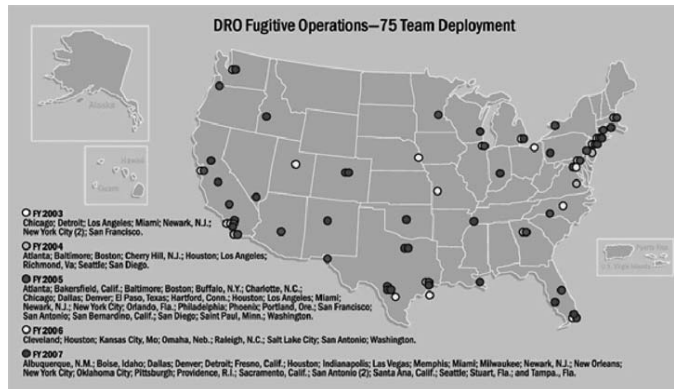 DRO Fugitive Operations—75 Team Deployment
Alaska
Hawaii
Guam
Puerto Rico
U.S. Virgin Islands
FY2003
Chicago; Detroit; Los Angeles; Miami; Newark, N.J.;
New York City (2); San Francisco.
FY2004
Atlanta; Baltimore; Boston; Cherry Hill, N.J.; Houston; Los Angeles;
Richmond, Va; Seattle; San Diego.
FY2005
Atlanta; Bakersfield, Calif.; Baltimore; Boston; Buffalo, N.Y.; Charlotte, N.C.;
Chicago; Dallas; Denver; El Paso, Texas; Hartford, Conn.; Houston; Los Angeles; Miami;
Newark, N.J.; New York City; Orlando, Fla.; Philadelphia; Phoenix; Portland, Ore.; San Francisco;
San Antonio; San Bernardino, Calif.; San Diego; Saint Paul, Minn.; Washington.
FY2006
Cleveland; Houston; Kansas City, Mo; Omaha, Neb.; Raleigh, N.C.; Salt Lake City; San Antonio; Washington.
FY2007
Albuquerque, N.M.; Boise, Idaho; Dallas; Denver; Detroit; Fresno, Calif.; Houston; Indianapolis; Las Vegas; Memphis; Miami; Milwaukee; Newark, N.J.; New Orleans;
New York City; Oklahoma City; Pittsburgh; Providence, R.I.; Sacramento, Calif.; San Antonio (2); Santa Ana, Calif.; Seattle; Stuart, Fla.; and Tampa., Fla.